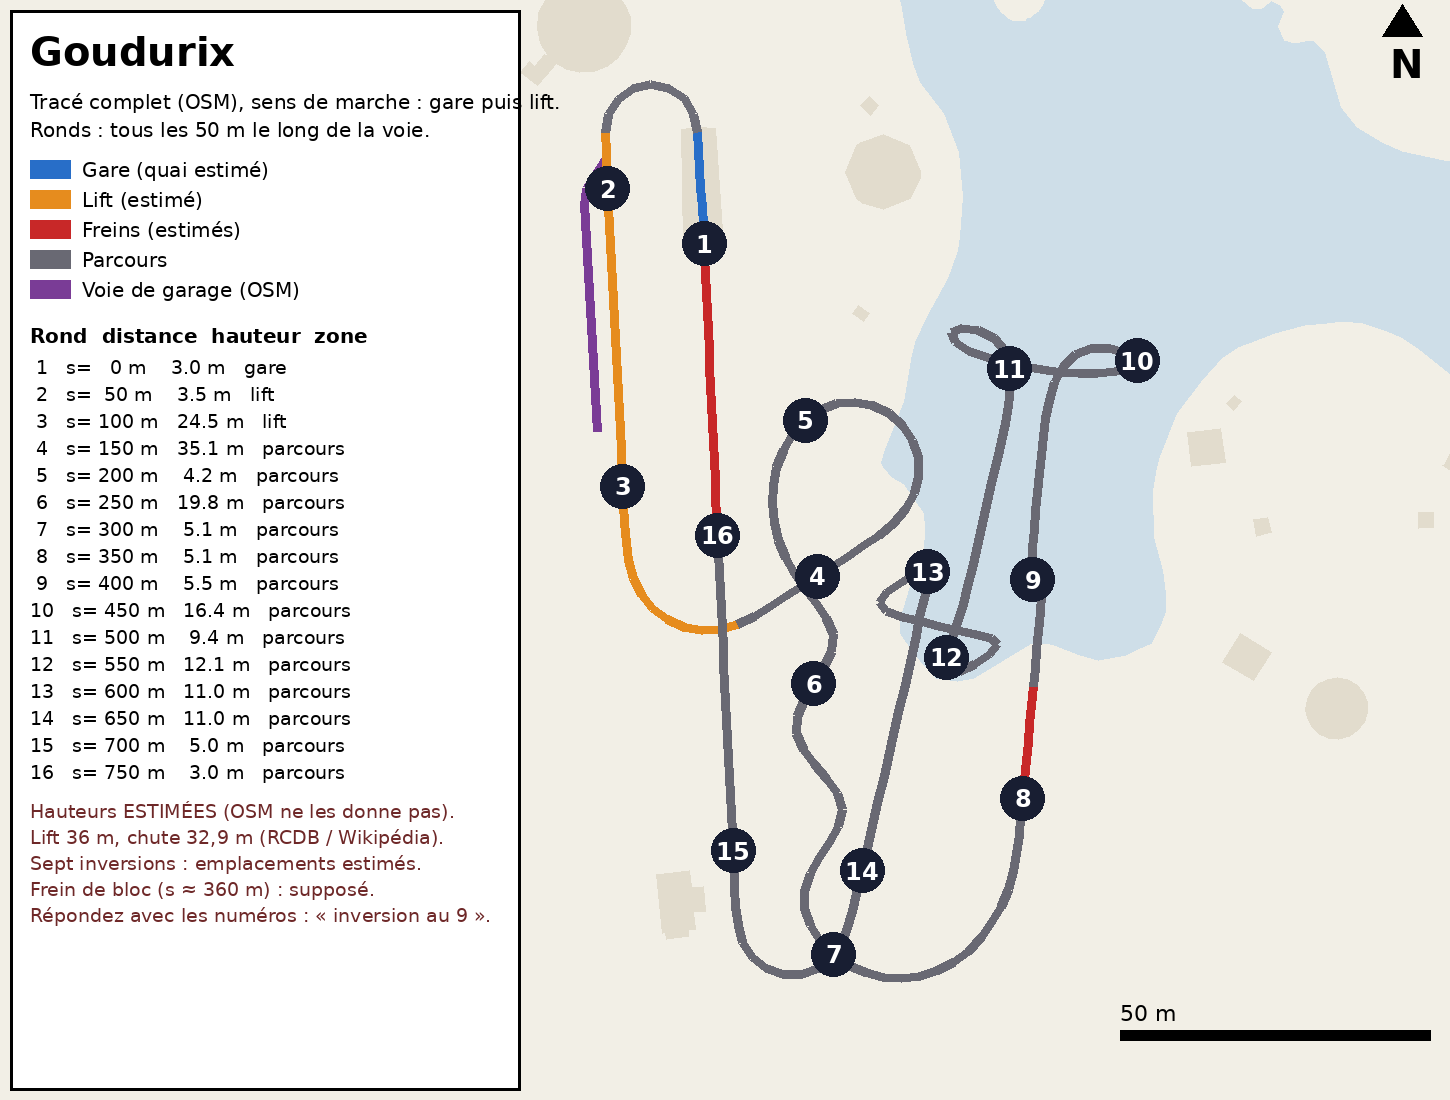 Goudurix
Tracé complet (OSM), sens de marche : gare puis lift.
Ronds : tous les 50 m le long de la voie.
Gare (quai estimé)
Lift (estimé)
Freins (estimés)
Parcours
Voie de garage (OSM)
Rond distance hauteur zone
1 s= 0 m 3.0 m gare
2 s= 50 m 3.5 m lift
3 s= 100 m 24.5 m lift
4 s= 150 m 35.1 m parcours
5 s= 200 m 4.2 m parcours
6 s= 250 m 19.8 m parcours
7 s= 300 m 5.1 m parcours
8 s= 350 m 5.1 m parcours
9 s= 400 m 5.5 m parcours
10 s= 450 m 16.4 m parcours
11 s= 500 m 9.4 m parcours
12 s= 550 m 12.1 m parcours
13 s= 600 m 11.0 m parcours
14 s= 650 m 11.0 m parcours
15 s= 700 m 5.0 m parcours
16 s= 750 m 3.0 m parcours
Hauteurs ESTIMÉES (OSM ne les donne pas).
Lift 36 m, chute 32,9 m (RCDB / Wikipédia).
Sept inversions : emplacements estimés.
Frein de bloc (s ≈ 360 m) : supposé.
Répondez avec les numéros : « inversion au 9 ».
N
2
1
11
10
5
3
16
4
13
9
12
6
8
15
14
7
50 m